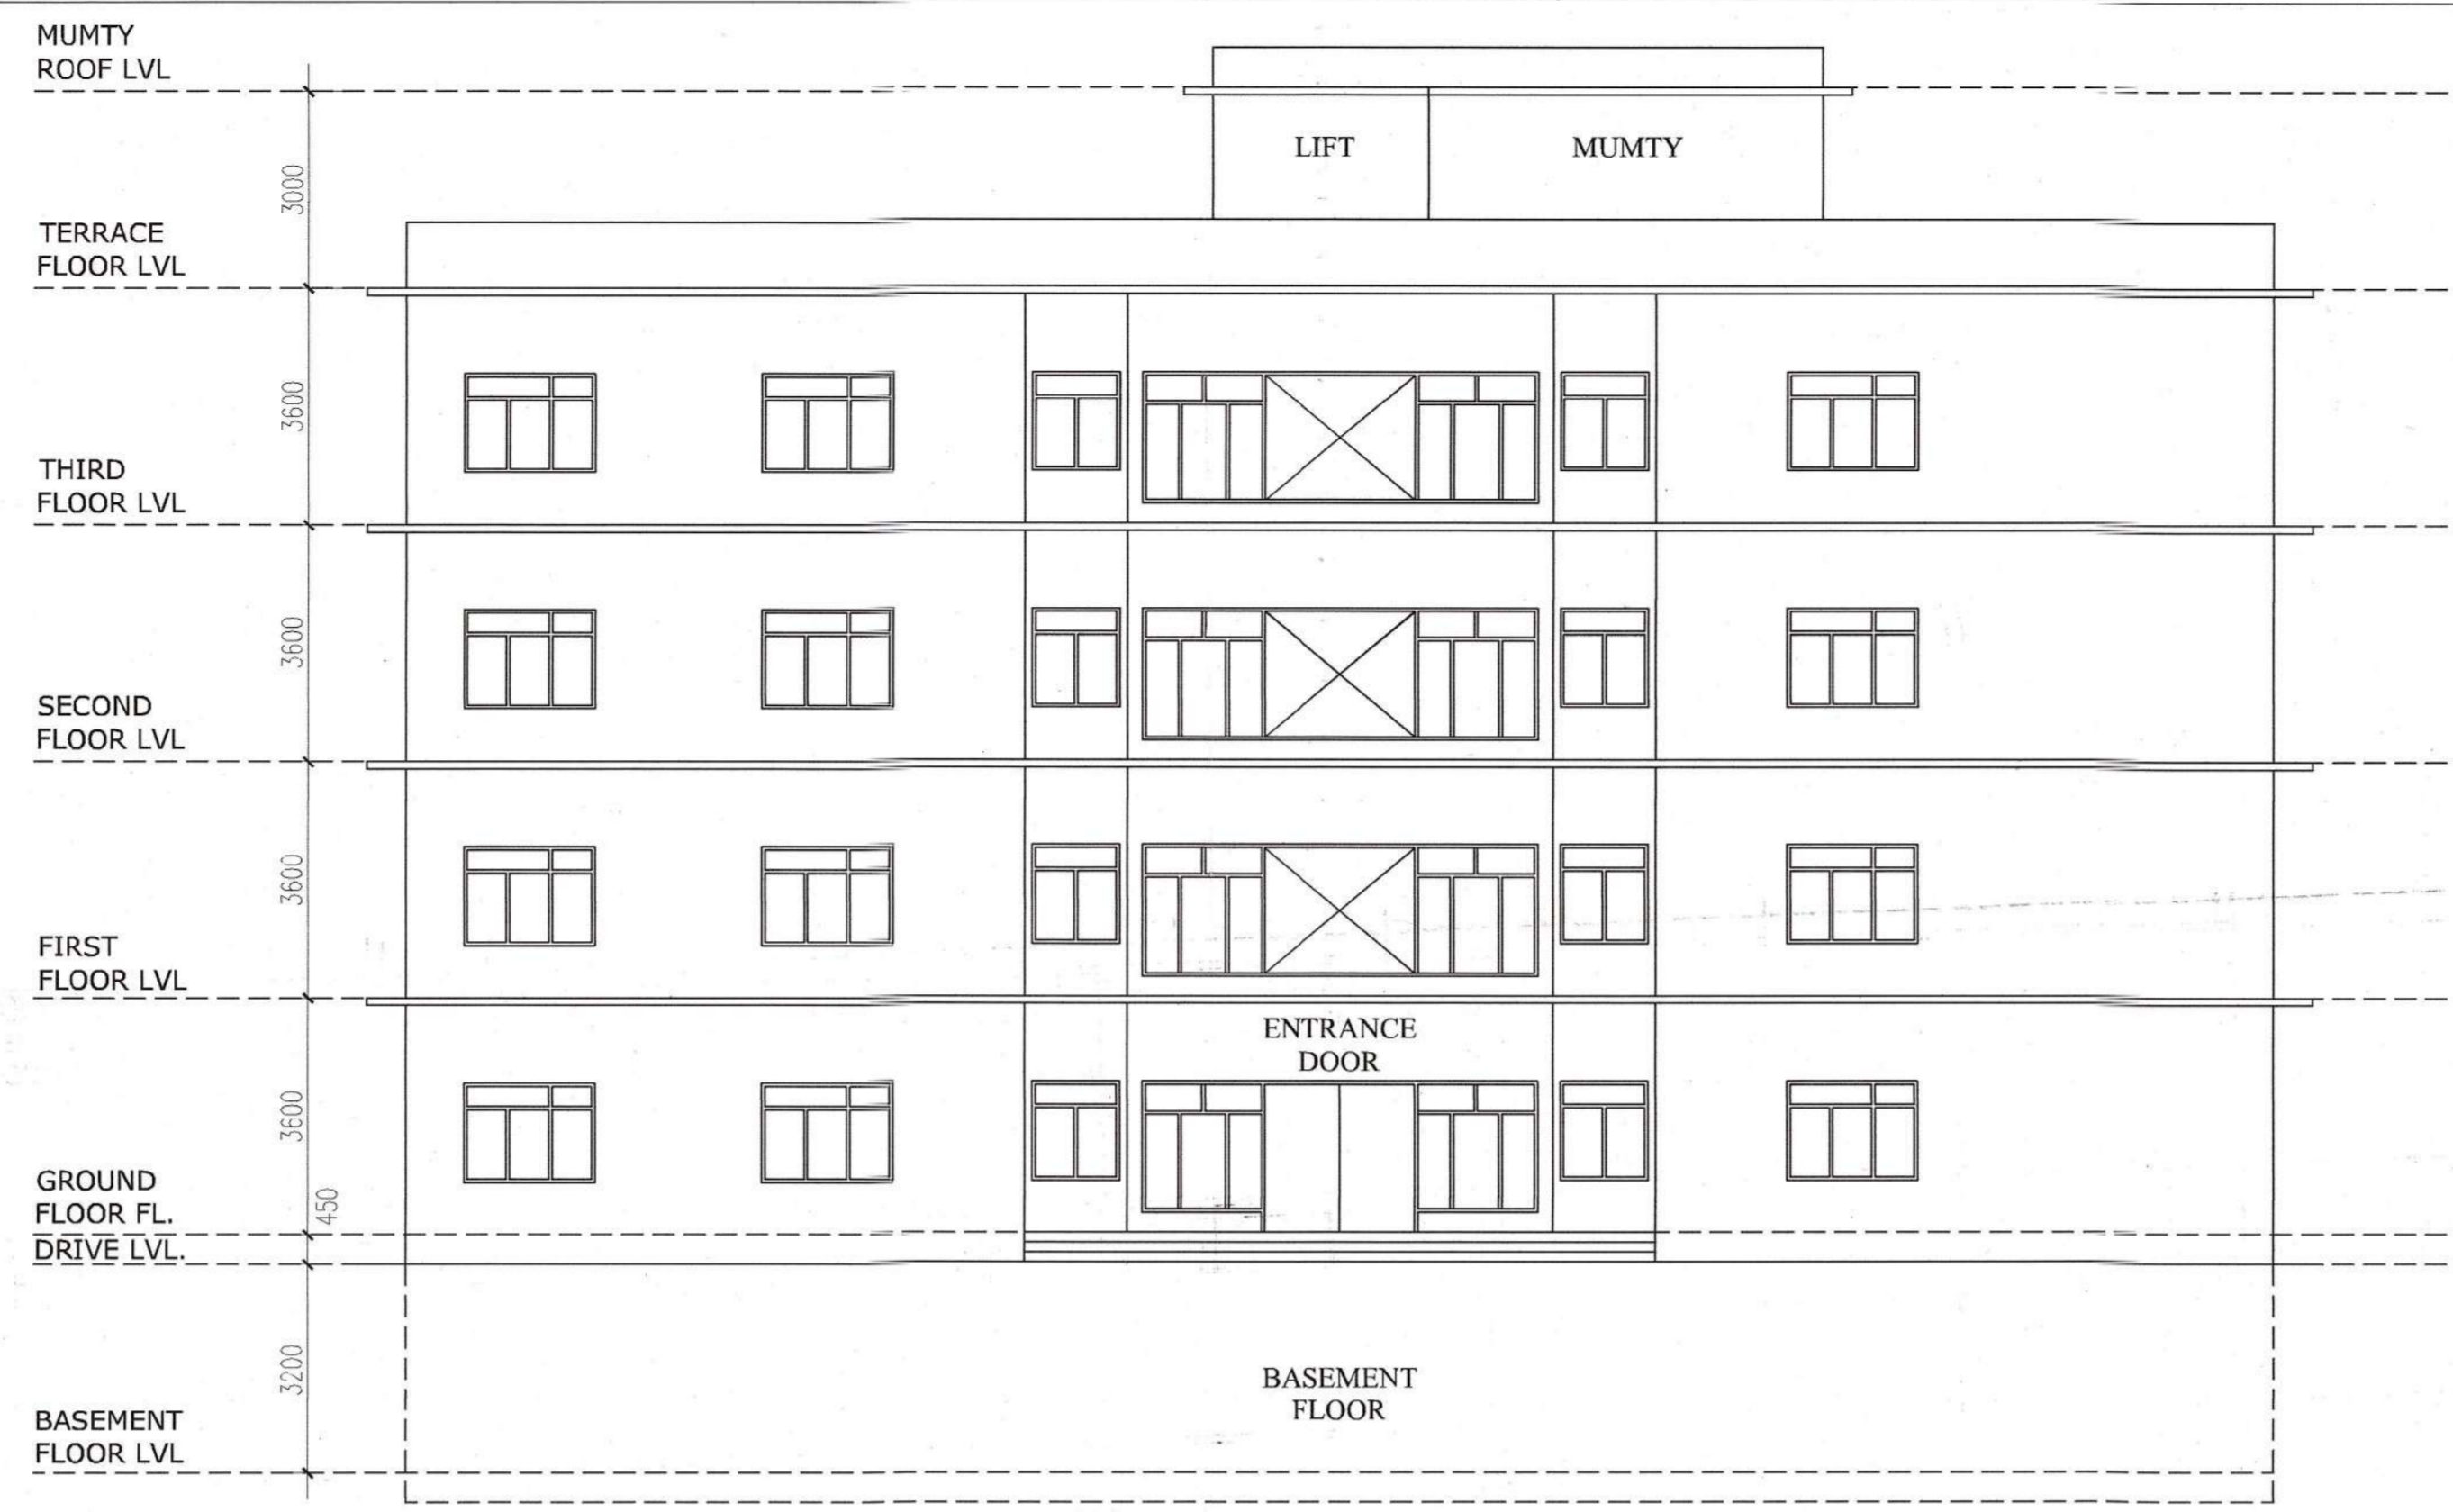 MUMTY
ROOF LVL
LIFT
MUMTY
3000
TERRACE
FLOOR LVL
3600
THIRD
FLOOR LVL
3600
SECOND
FLOOR LVL
3600
FIRST
FLOOR LVL
ENTRANCE
DOOR
3600
GROUND
FLOOR FL.
450
DRIVE LVL.
3200
BASEMENT
FLOOR
BASEMENT
FLOOR LVL